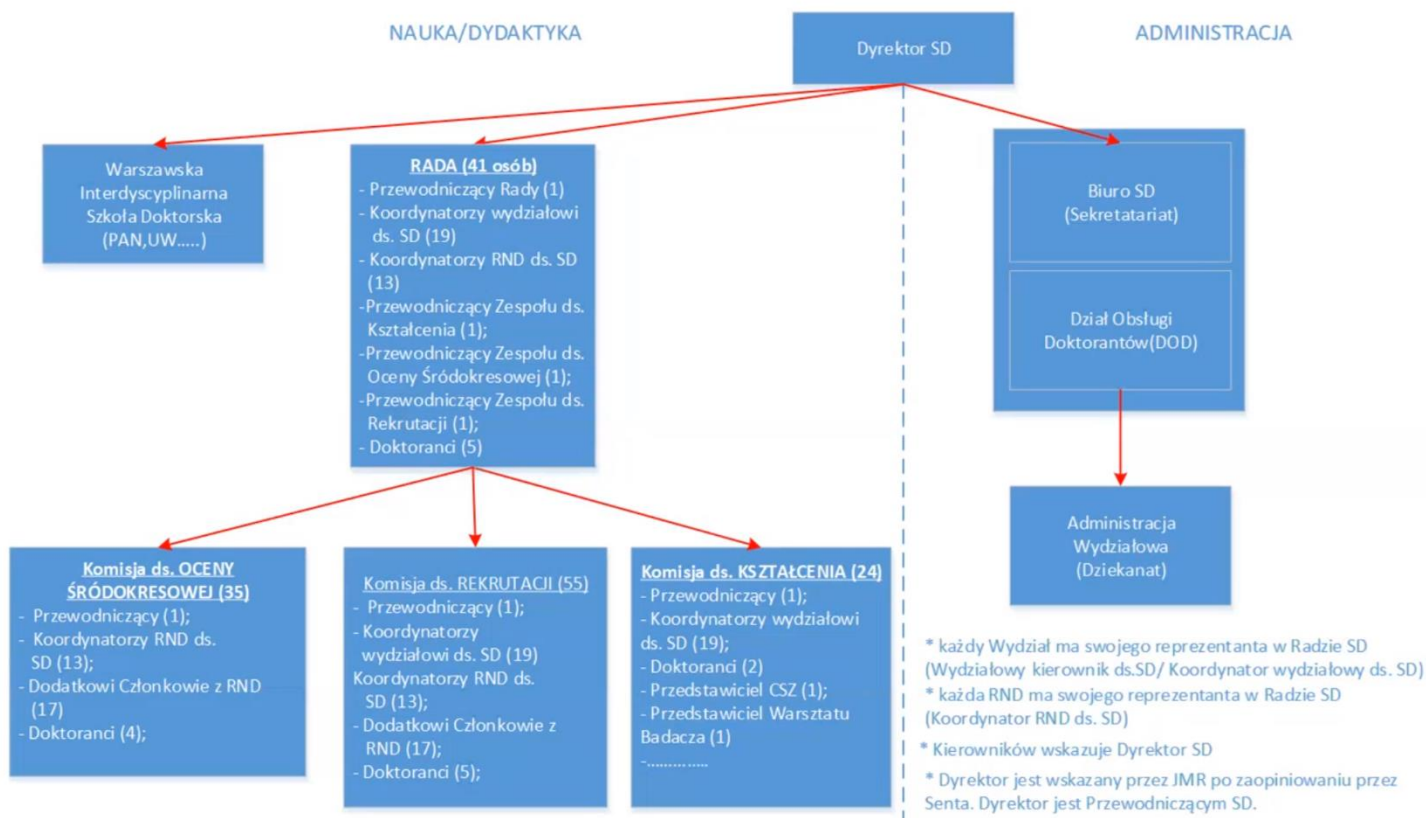 NAUKA/DYDAKTYKA
Dyrektor SD
ADMINISTRACJA
Warszawska
Interdyscyplinarna
Szkoła Doktorska
(PAN,UW.....)
RADA (41 osób)
- Przewodniczący Rady (1)
- Koordynatorzy wydziałowi
ds. SD (19)
- Koordynatorzy RND ds. SD
(13)
-Przewodniczący Zespołu ds.
Kształcenia (1);
-Przewodniczący Zespołu ds.
Oceny Śródokresowej (1);
-Przewodniczący Zespołu ds.
Rekrutacji (1);
- Doktoranci (5)
Biuro SD
(Sekretatariat)
Dział Obsługi
Doktorantów(DOD)
Administracja
Wydziałowa
(Dziekanat)
Komisja ds. OCENY
ŚRÓDOKRESOWEJ (35)
- Przewodniczący (1);
- Koordynatorzy RND ds.
SD (13);
- Dodatkowi Członkowie z RND
(17)
- Doktoranci (4);
Komisja ds. REKRUTACJI (55)
- Przewodniczący (1);
- Koordynatorzy
wydziałowi ds. SD (19)
Koordynatorzy RND ds.
SD (13);
- Dodatkowi Członkowie z
RND (17);
- Doktoranci (5);
Komisja ds. KSZTAŁCENIA (24)
- Przewodniczący (1);
- Koordynatorzy wydziałowi
ds. SD (19);
- Doktoranci (2)
- Przedstawiciel CSZ (1);
- Przedstawiciel Warsztatu
Badacza (1)
-..............
* każdy Wydział ma swojego reprezentanta w Radzie SD
(Wydziałowy kierownik ds.SD/ Koordynator wydziałowy ds. SD)
* każda RND ma swojego reprezentanta w Radzie SD
(Koordynator RND ds. SD)
* Kierowników wskazuje Dyrektor SD
* Dyrektor jest wskazany przez JMR po zaopiniowaniu przez
Senta. Dyrektor jest Przewodniczącym SD.